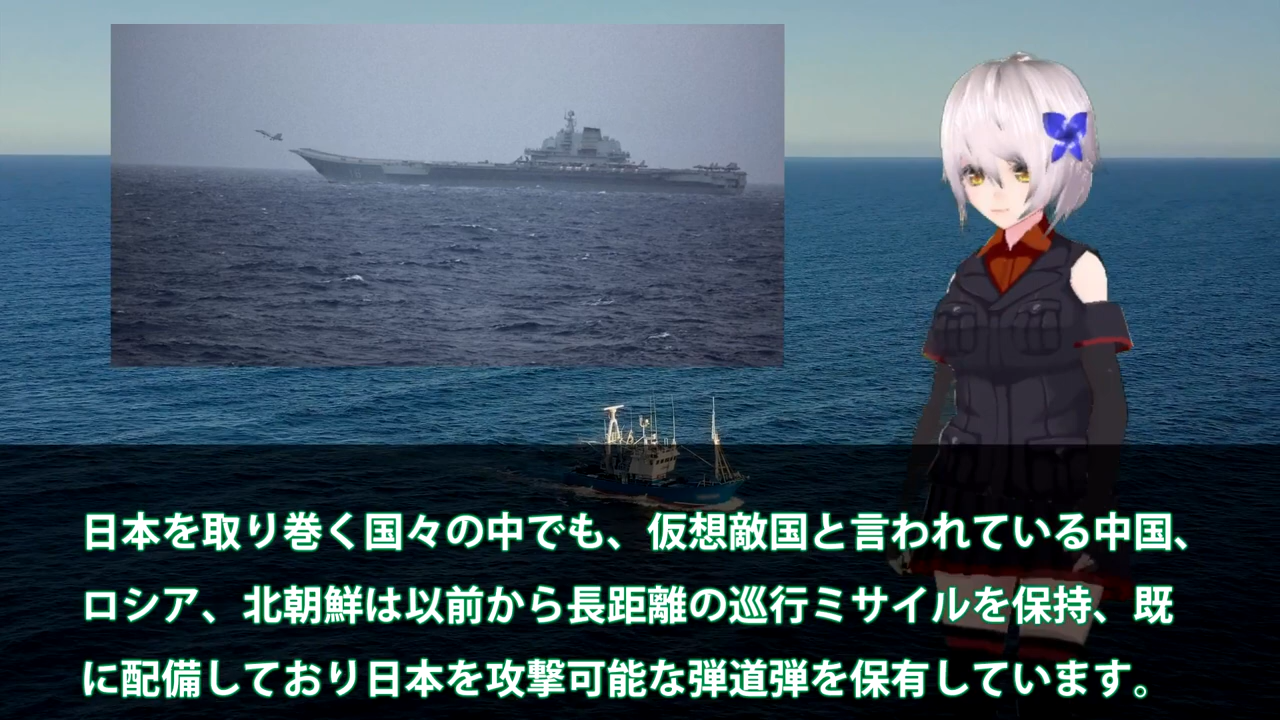 日本を取り巻く国々の中でも、仮想敵国と言われている中国、
ロシア、北朝鮮は以前から長距離の巡行ミサイルを保持、既
に配備しており日本を攻撃可能な弾道弾を保有しています。